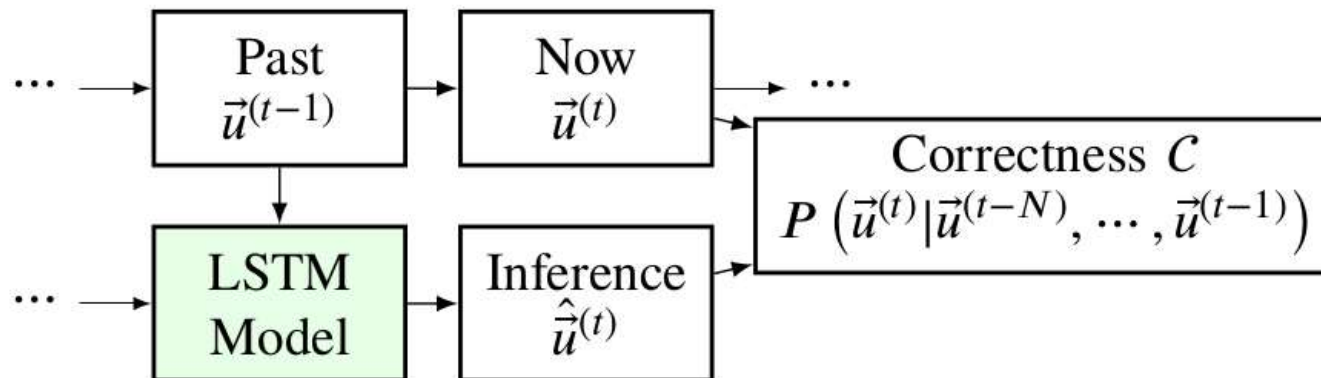 ... Past Now ...
u⃗^(t−1) u⃗^(t)
Correctness 𝒞
P (u⃗^(t)|u⃗^(t−N), ⋯, u⃗^(t−1))
... LSTM Inference
Model û⃗^(t)